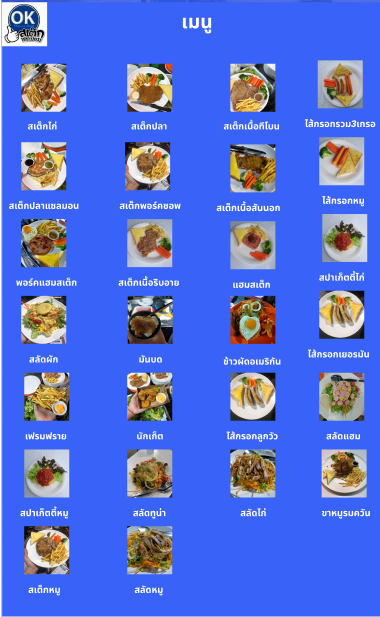 OK
สเต็ก
เมนู
สเต็กไก่
สเต็กปลา
สเต็กเนื้อทีโบน
ไส้กรอกรวม3เกรอ
สเต็กปลาแซลมอน
สเต็กพอร์คชอพ
สเต็กเนื้อสันนอก
ไส้กรอกหมู
พอร์คแฮมสเต็ก
สเต็กเนื้อริบอาย
แฮมสเต็ก
สปาเก็ตตี้ไก่
สลัดผัก
มันบด
ข้าวผัดอเมริกัน
ไส้กรอกเยอรมัน
เฟรมฟราย
นักเก็ต
ไส้กรอกลูกวัว
สลัดแฮม
สปาเก็ตตี้หมู
สลัดทูน่า
สลัดไก่
ขาหมูรมควัน
สเต็กหมู
สลัดหมู